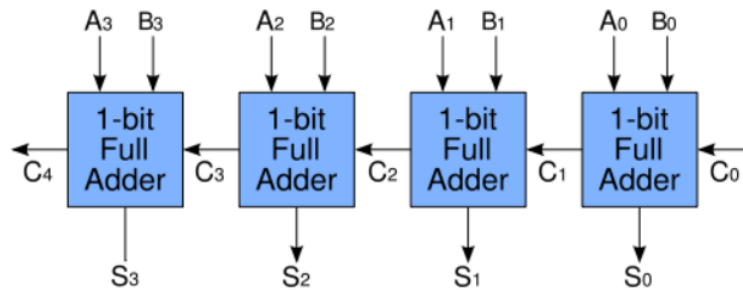 A3 B3 A2 B2 A1 B1 A0 B0
1-bit Full Adder
1-bit Full Adder
1-bit Full Adder
1-bit Full Adder
C4 C3 C2 C1 C0
S3 S2 S1 S0